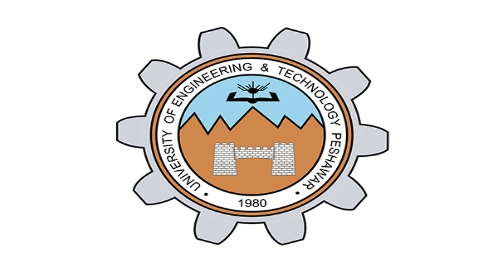 UNIVERSITY OF ENGINEERING & TECHNOLOGY PESHAWAR
1980